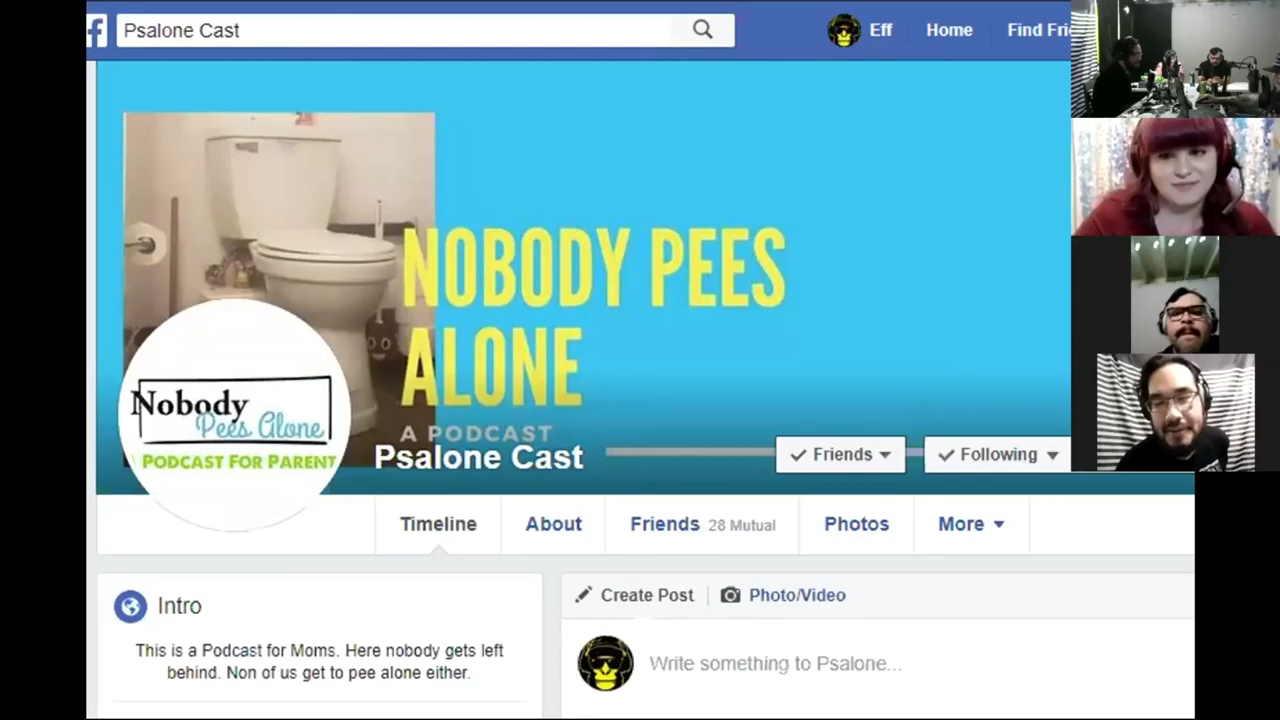 f
Psalone Cast
Eff
Home
Find Fri
NOBODY PEES
ALONE
A PODCAST
Nobody
Pees Alone
A PODCAST FOR PARENT
Psalone Cast
Friends
Following
Timeline
About
Friends 28 Mutual
Photos
More
Intro
This is a Podcast for Moms. Here nobody gets left
behind. Non of us get to pee alone either.
Create Post
Photo/Video
Write something to Psalone...